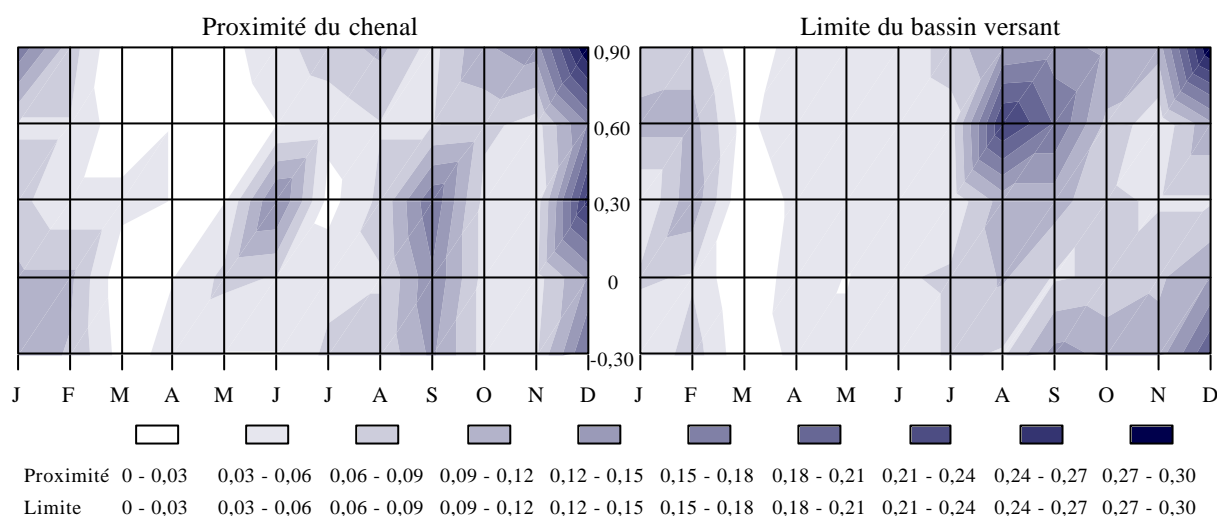 Proximité du chenal
Limite du bassin versant
0,90
0,60
0,30
0
-0,30
J F M A M J J A S O N D
J F M A M J J A S O N D
Proximité 0 - 0,03 0,03 - 0,06 0,06 - 0,09 0,09 - 0,12 0,12 - 0,15 0,15 - 0,18 0,18 - 0,21 0,21 - 0,24 0,24 - 0,27 0,27 - 0,30
Limite 0 - 0,03 0,03 - 0,06 0,06 - 0,09 0,09 - 0,12 0,12 - 0,15 0,15 - 0,18 0,18 - 0,21 0,21 - 0,24 0,24 - 0,27 0,27 - 0,30